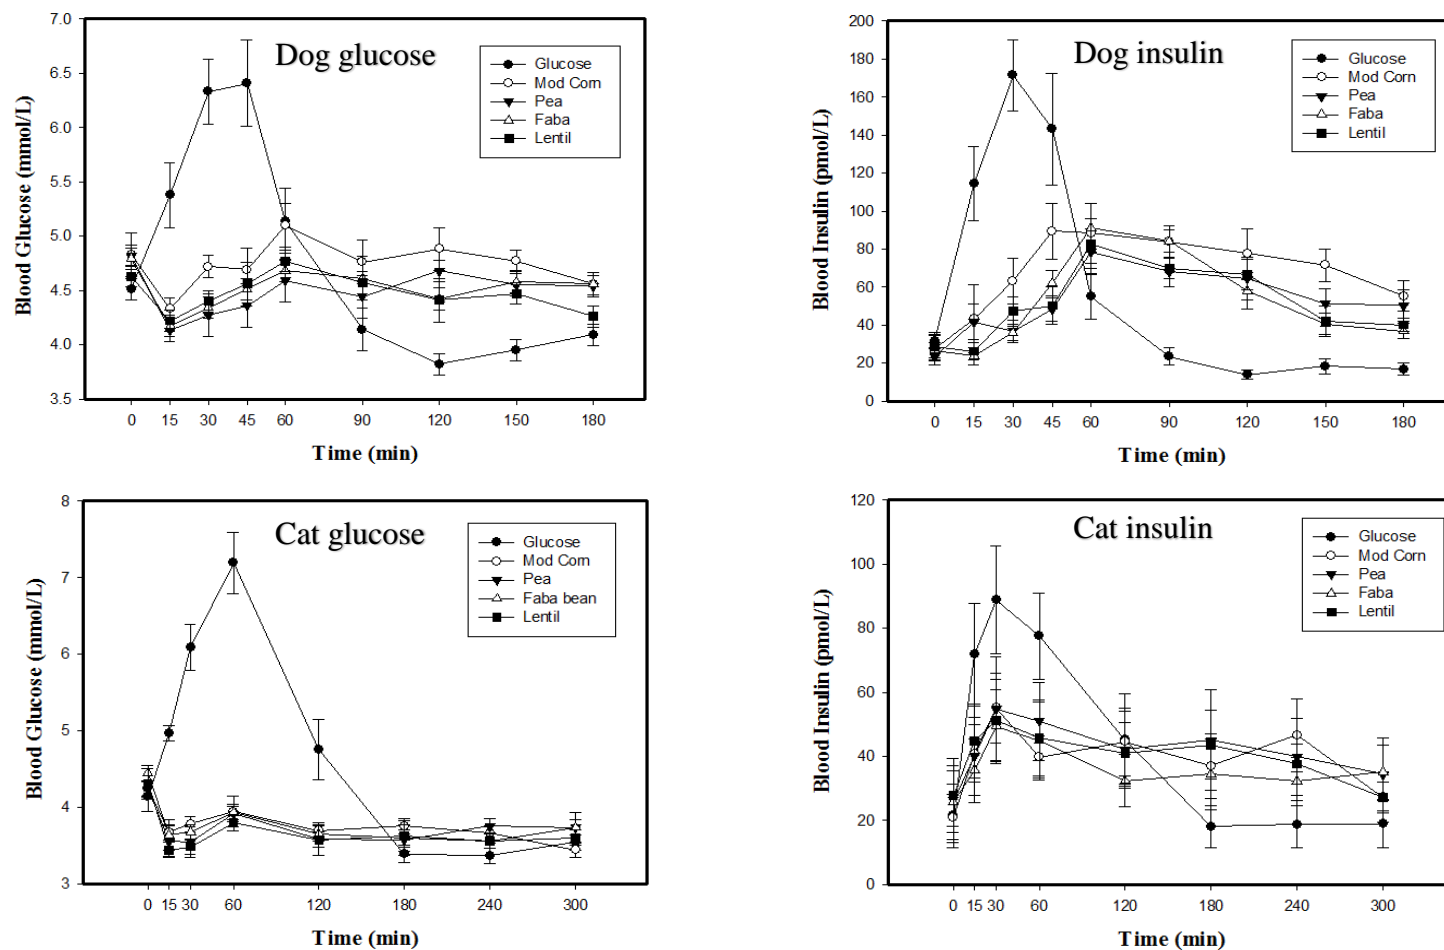 Dog glucose
Blood Glucose (mmol/L)
7.0
6.5
6.0
5.5
5.0
4.5
4.0
3.5
Glucose
Mod Corn
Pea
Faba
Lentil
0 15 30 45 60 90 120 150 180
Time (min)
Dog insulin
Blood Insulin (pmol/L)
200
180
160
140
120
100
80
60
40
20
0
Glucose
Mod Corn
Pea
Faba
Lentil
0 15 30 45 60 90 120 150 180
Time (min)
Cat glucose
Blood Glucose (mmol/L)
8
7
6
5
4
3
Glucose
Mod Corn
Pea
Faba bean
Lentil
0 15 30 60 120 180 240 300
Time (min)
Cat insulin
Blood Insulin (pmol/L)
120
100
80
60
40
20
0
Glucose
Mod Corn
Pea
Faba
Lentil
0 15 30 60 120 180 240 300
Time (min)